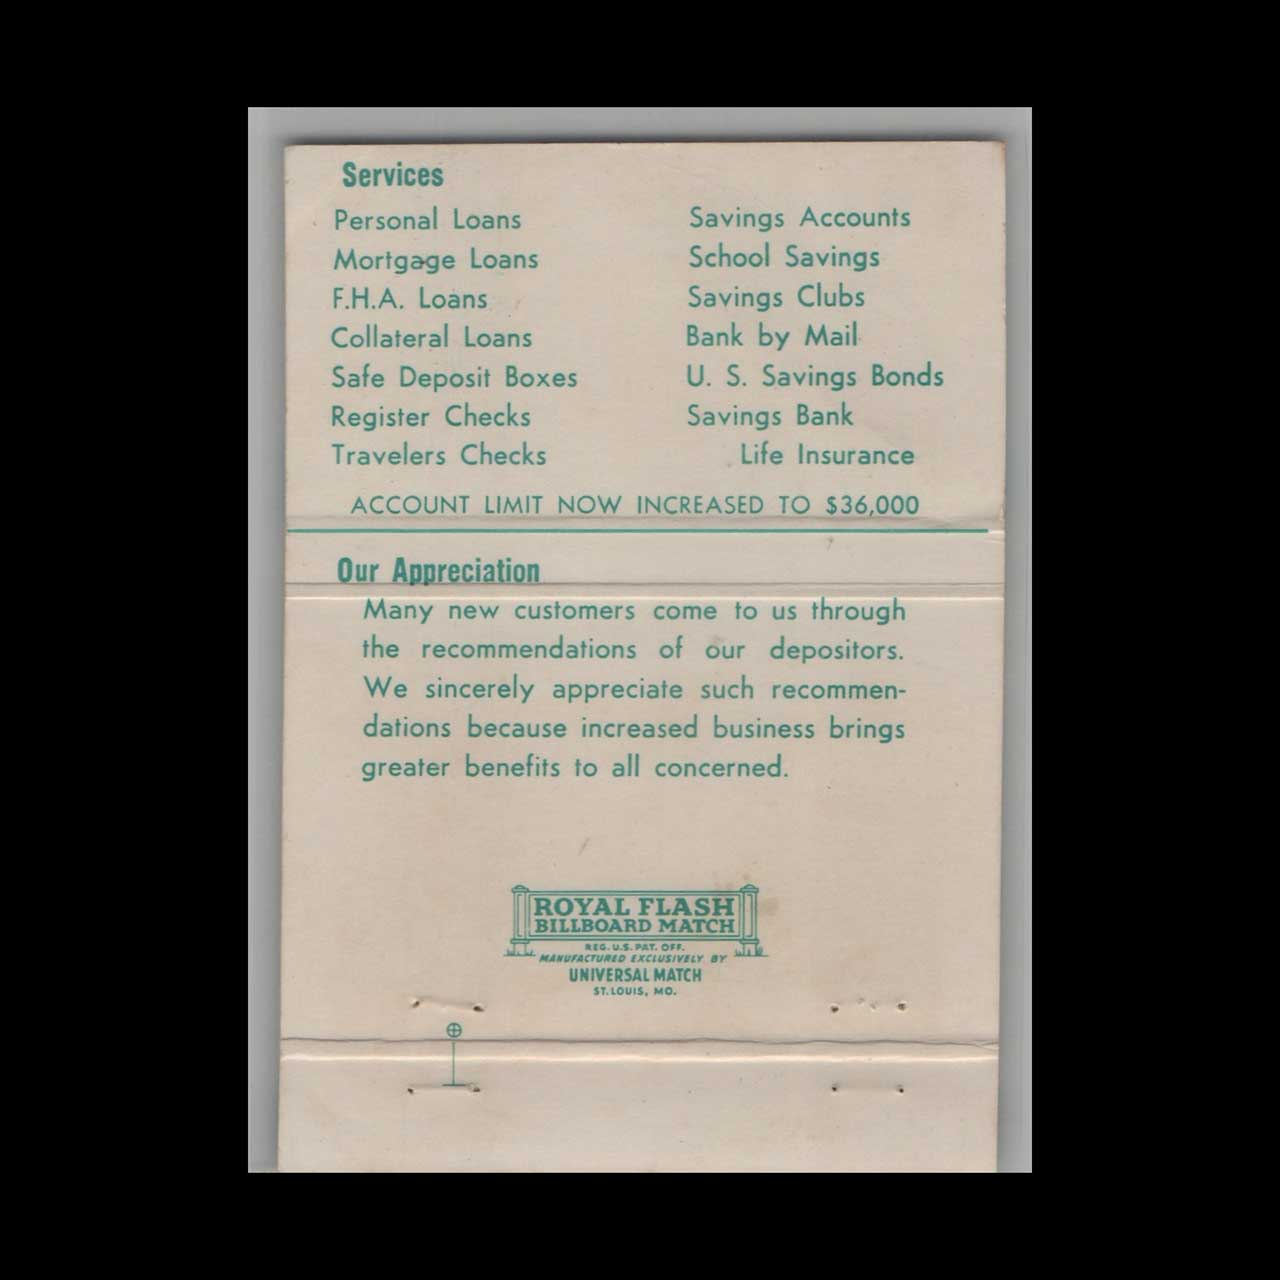 Services
Personal Loans
Mortgage Loans
F.H.A. Loans
Collateral Loans
Safe Deposit Boxes
Register Checks
Travelers Checks
Savings Accounts
School Savings
Savings Clubs
Bank by Mail
U. S. Savings Bonds
Savings Bank
Life Insurance
ACCOUNT LIMIT NOW INCREASED TO $36,000
Our Appreciation
Many new customers come to us through
the recommendations of our depositors.
We sincerely appreciate such recommen-
dations because increased business brings
greater benefits to all concerned.
ROYAL FLASH
BILLBOARD MATCH
REG. U.S. PAT. OFF.
MANUFACTURED EXCLUSIVELY BY
UNIVERSAL MATCH
ST. LOUIS, MO.